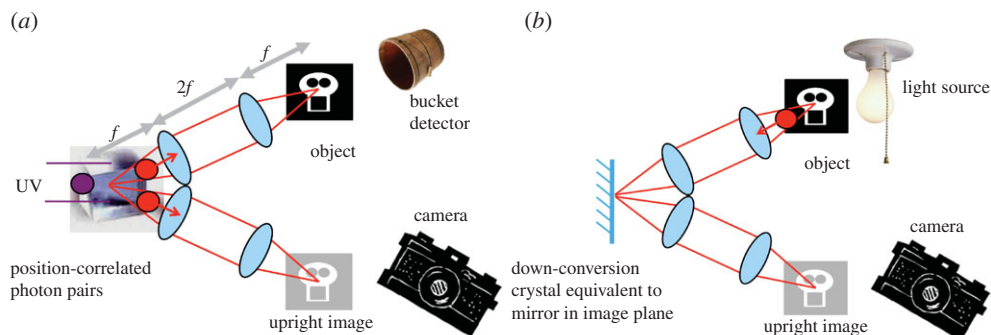 (a)
f
2f
f
bucket
detector
object
UV
camera
position-correlated
photon pairs
upright image
(b)
light source
object
camera
down-conversion
crystal equivalent to
mirror in image plane
upright image